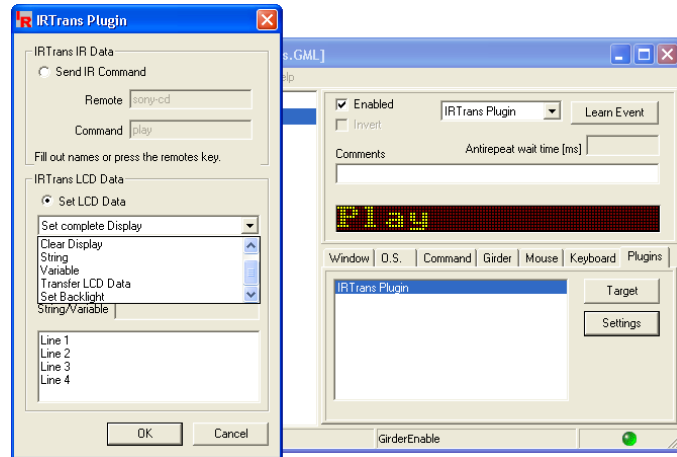 IRTrans Plugin
IRTrans IR Data
Send IR Command
Remote sony-cd
Command play
Fill out names or press the remotes key.
IRTrans LCD Data
Set LCD Data
Set complete Display
Clear Display
String
Variable
Transfer LCD Data
Set Backlight
String/Variable
Line 1
Line 2
Line 3
Line 4
OK Cancel
s.GML]
elp
Enabled IRTrans Plugin Learn Event
Invert
Comments Antirepeat wait time [ms]
Play
Window O.S. Command Girder Mouse Keyboard Plugins
IRTrans Plugin Target
Settings
GirderEnable